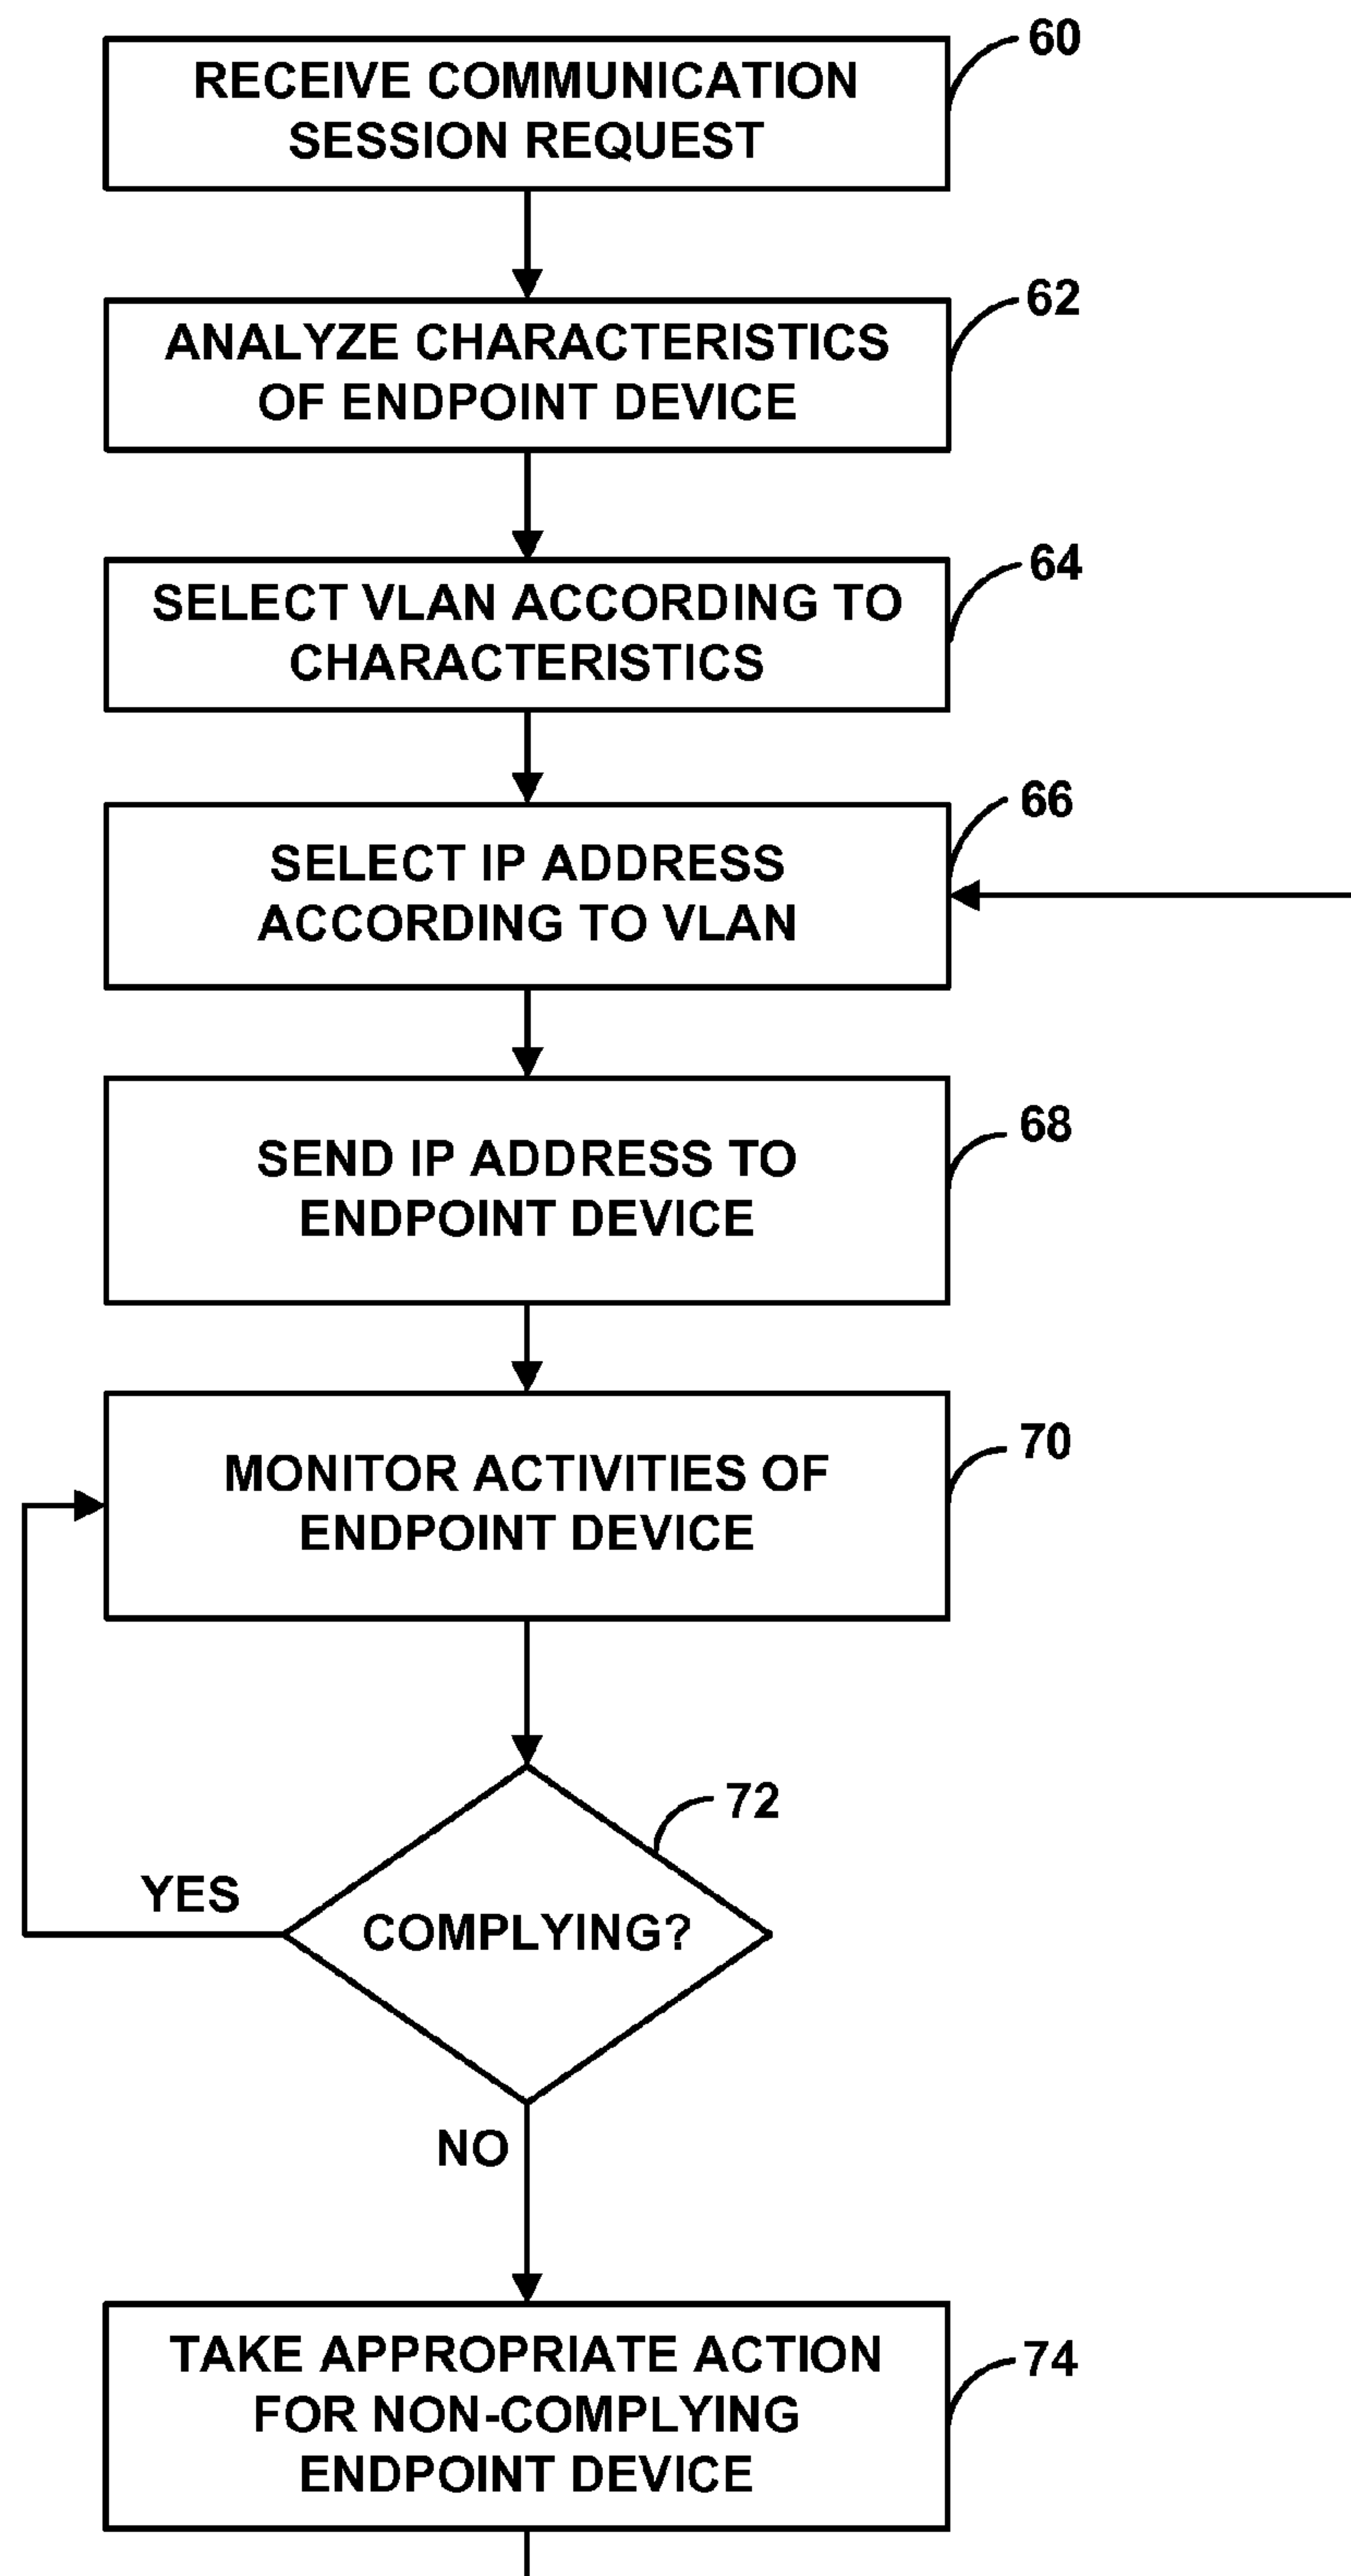 RECEIVE COMMUNICATION
SESSION REQUEST
60
ANALYZE CHARACTERISTICS
OF ENDPOINT DEVICE
62
SELECT VLAN ACCORDING TO
CHARACTERISTICS
64
SELECT IP ADDRESS
ACCORDING TO VLAN
66
SEND IP ADDRESS TO
ENDPOINT DEVICE
68
MONITOR ACTIVITIES OF
ENDPOINT DEVICE
70
72
YES
COMPLYING?
NO
TAKE APPROPRIATE ACTION
FOR NON-COMPLYING
ENDPOINT DEVICE
74